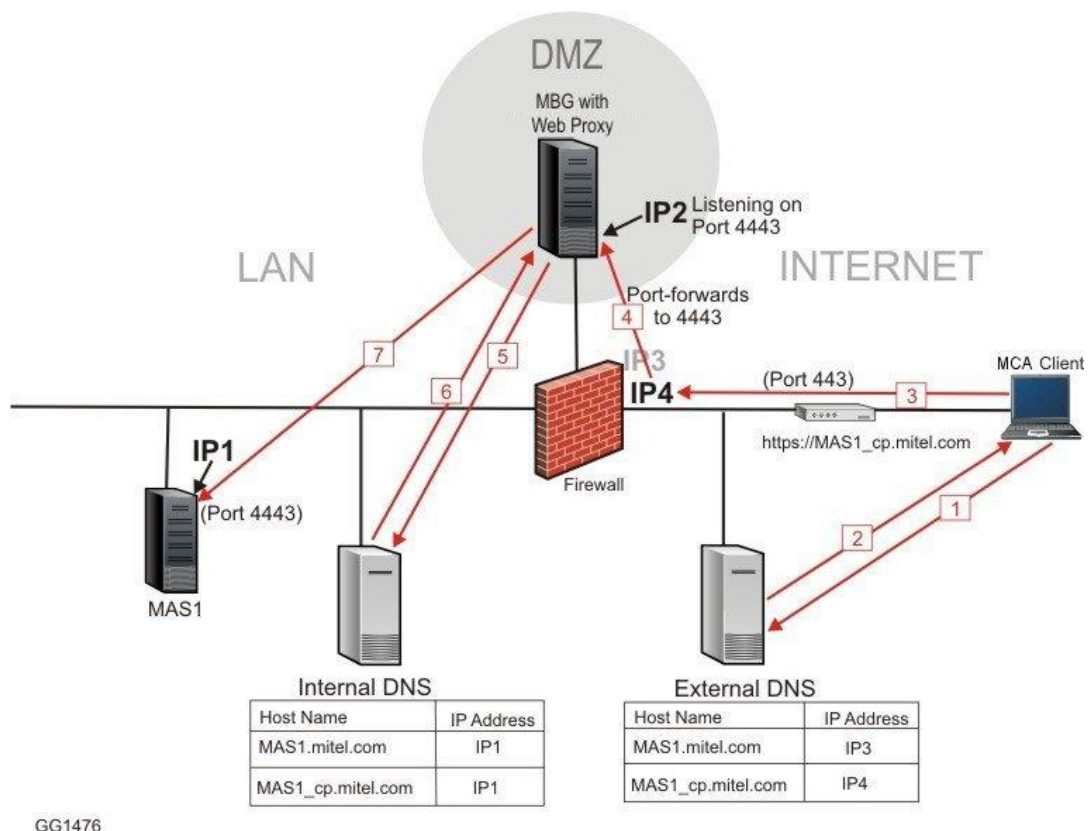 DMZ
MBG with
Web Proxy
IP2 Listening on
Port 4443
LAN
INTERNET
Port-forwards
to 4443
4
7
6
5
IP3
IP4
(Port 443)
3
MCA Client
https://MAS1_cp.mitel.com
Firewall
IP1
(Port 4443)
MAS1
2
1
Internal DNS
Host Name IP Address
MAS1.mitel.com IP1
MAS1_cp.mitel.com IP1
External DNS
Host Name IP Address
MAS1.mitel.com IP3
MAS1_cp.mitel.com IP4
GG1476